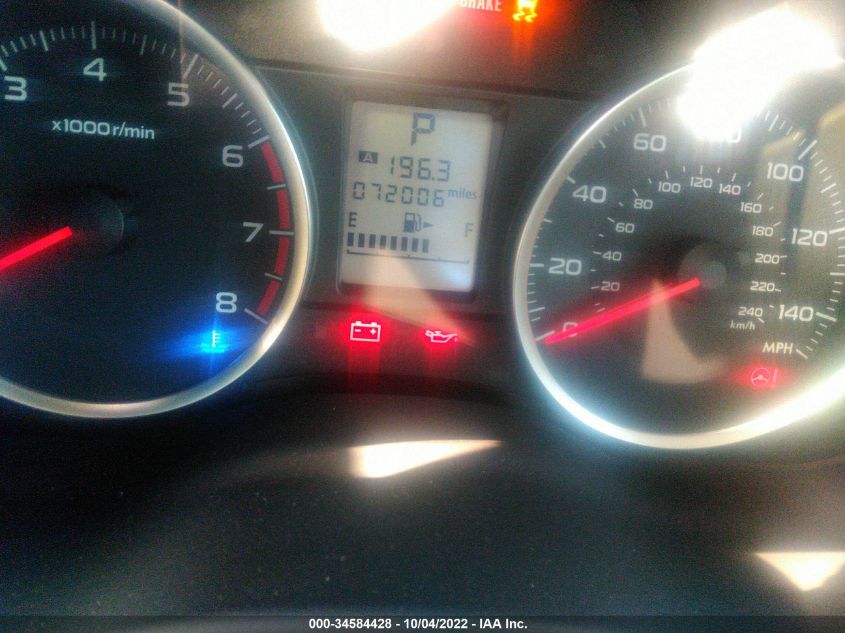 BRAKE
3 4 5 6 7 8
x1000 r/min
P
A 196.3
072006 miles
E F
0 20 40 60 100 120 140
20 40 60 80 100 120 140 160 180 200 220 240
km/h
MPH
000-34584428 - 10/04/2022 - IAA Inc.